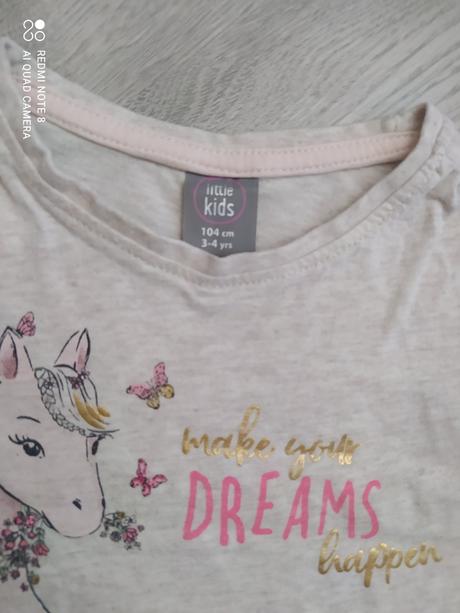 REDMI NOTE 8
AI QUAD CAMERA
little
kids
104 cm
3-4 yrs
make your
DREAMS
happen